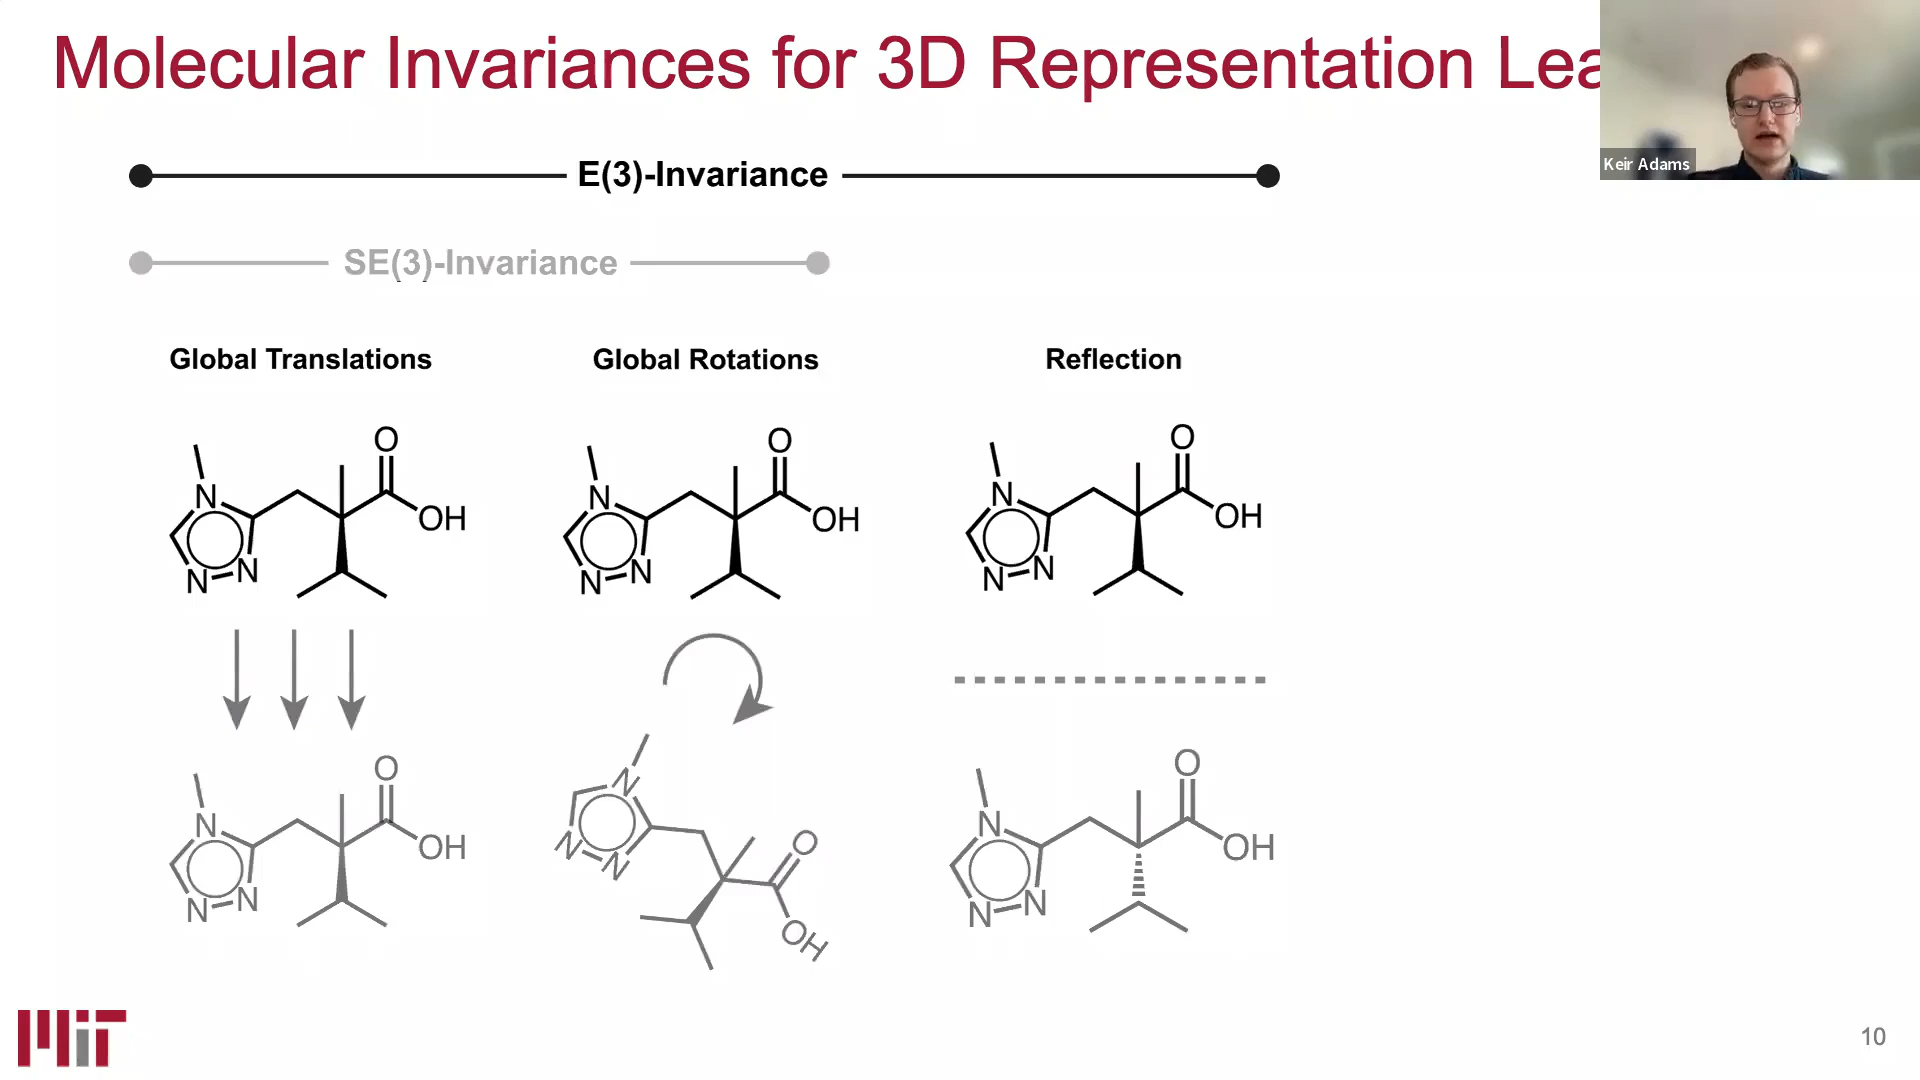 Molecular Invariances for 3D Representation Lea
Keir Adams
E(3)-Invariance
SE(3)-Invariance
Global Translations
Global Rotations
Reflection
O
N
OH
N
N
O
N
OH
N
N
O
N
OH
N
N
O
N
OH
N
N
N
O
N
N
OH
O
N
OH
N
N
MIT
10